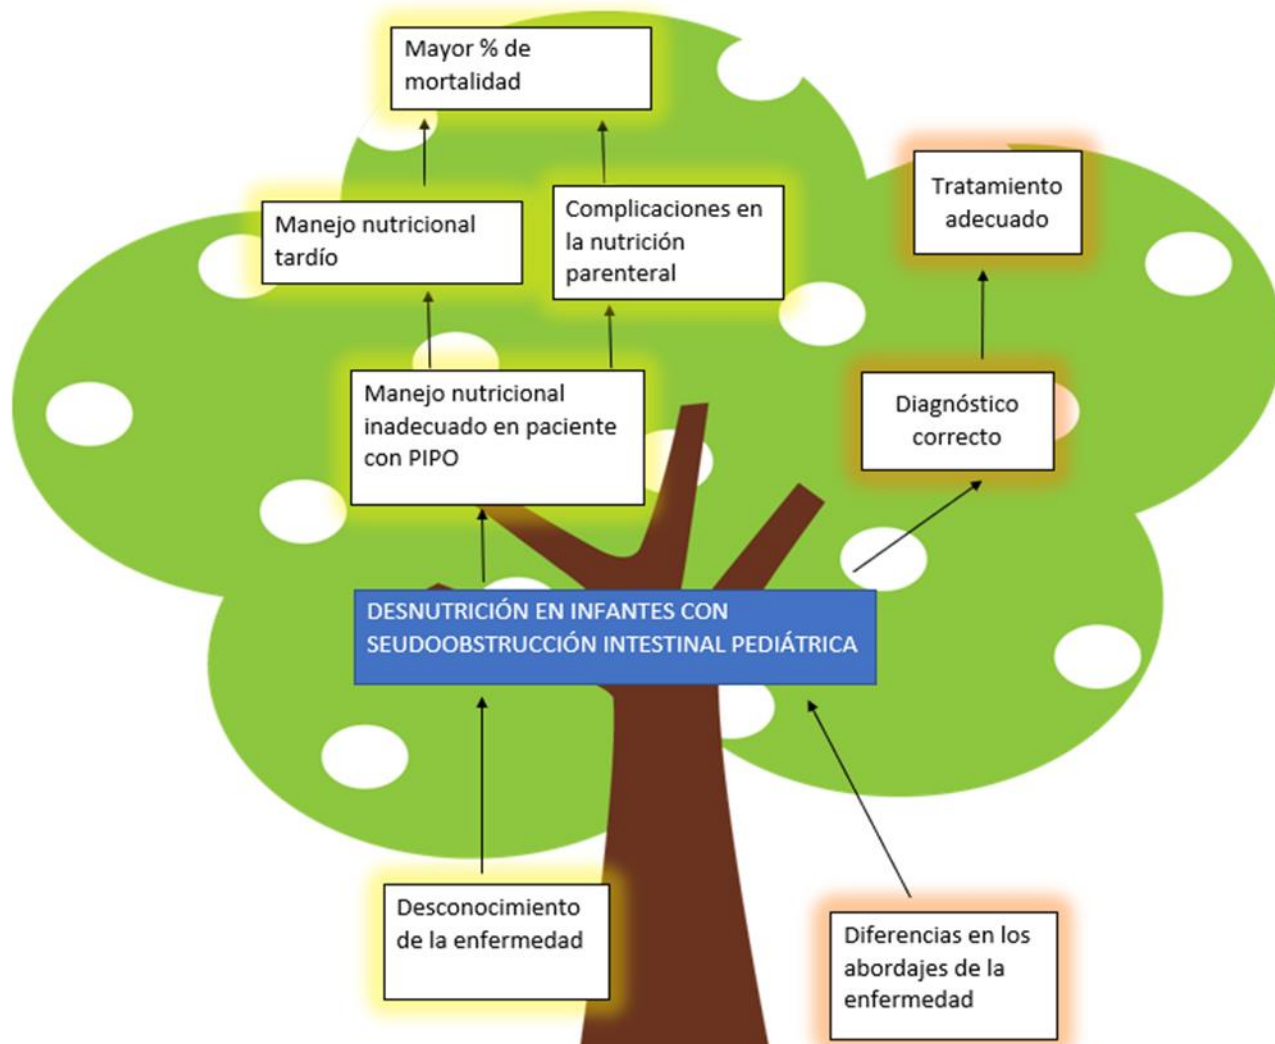 Mayor % de
mortalidad
Manejo nutricional
tardío
Complicaciones en
la nutrición
parenteral
Tratamiento
adecuado
Manejo nutricional
inadecuado en paciente
con PIPO
Diagnóstico
correcto
DESNUTRICIÓN EN INFANTES CON
SEUDOOBSTRUCCIÓN INTESTINAL PEDIÁTRICA
Desconocimiento
de la enfermedad
Diferencias en los
abordajes de la
enfermedad